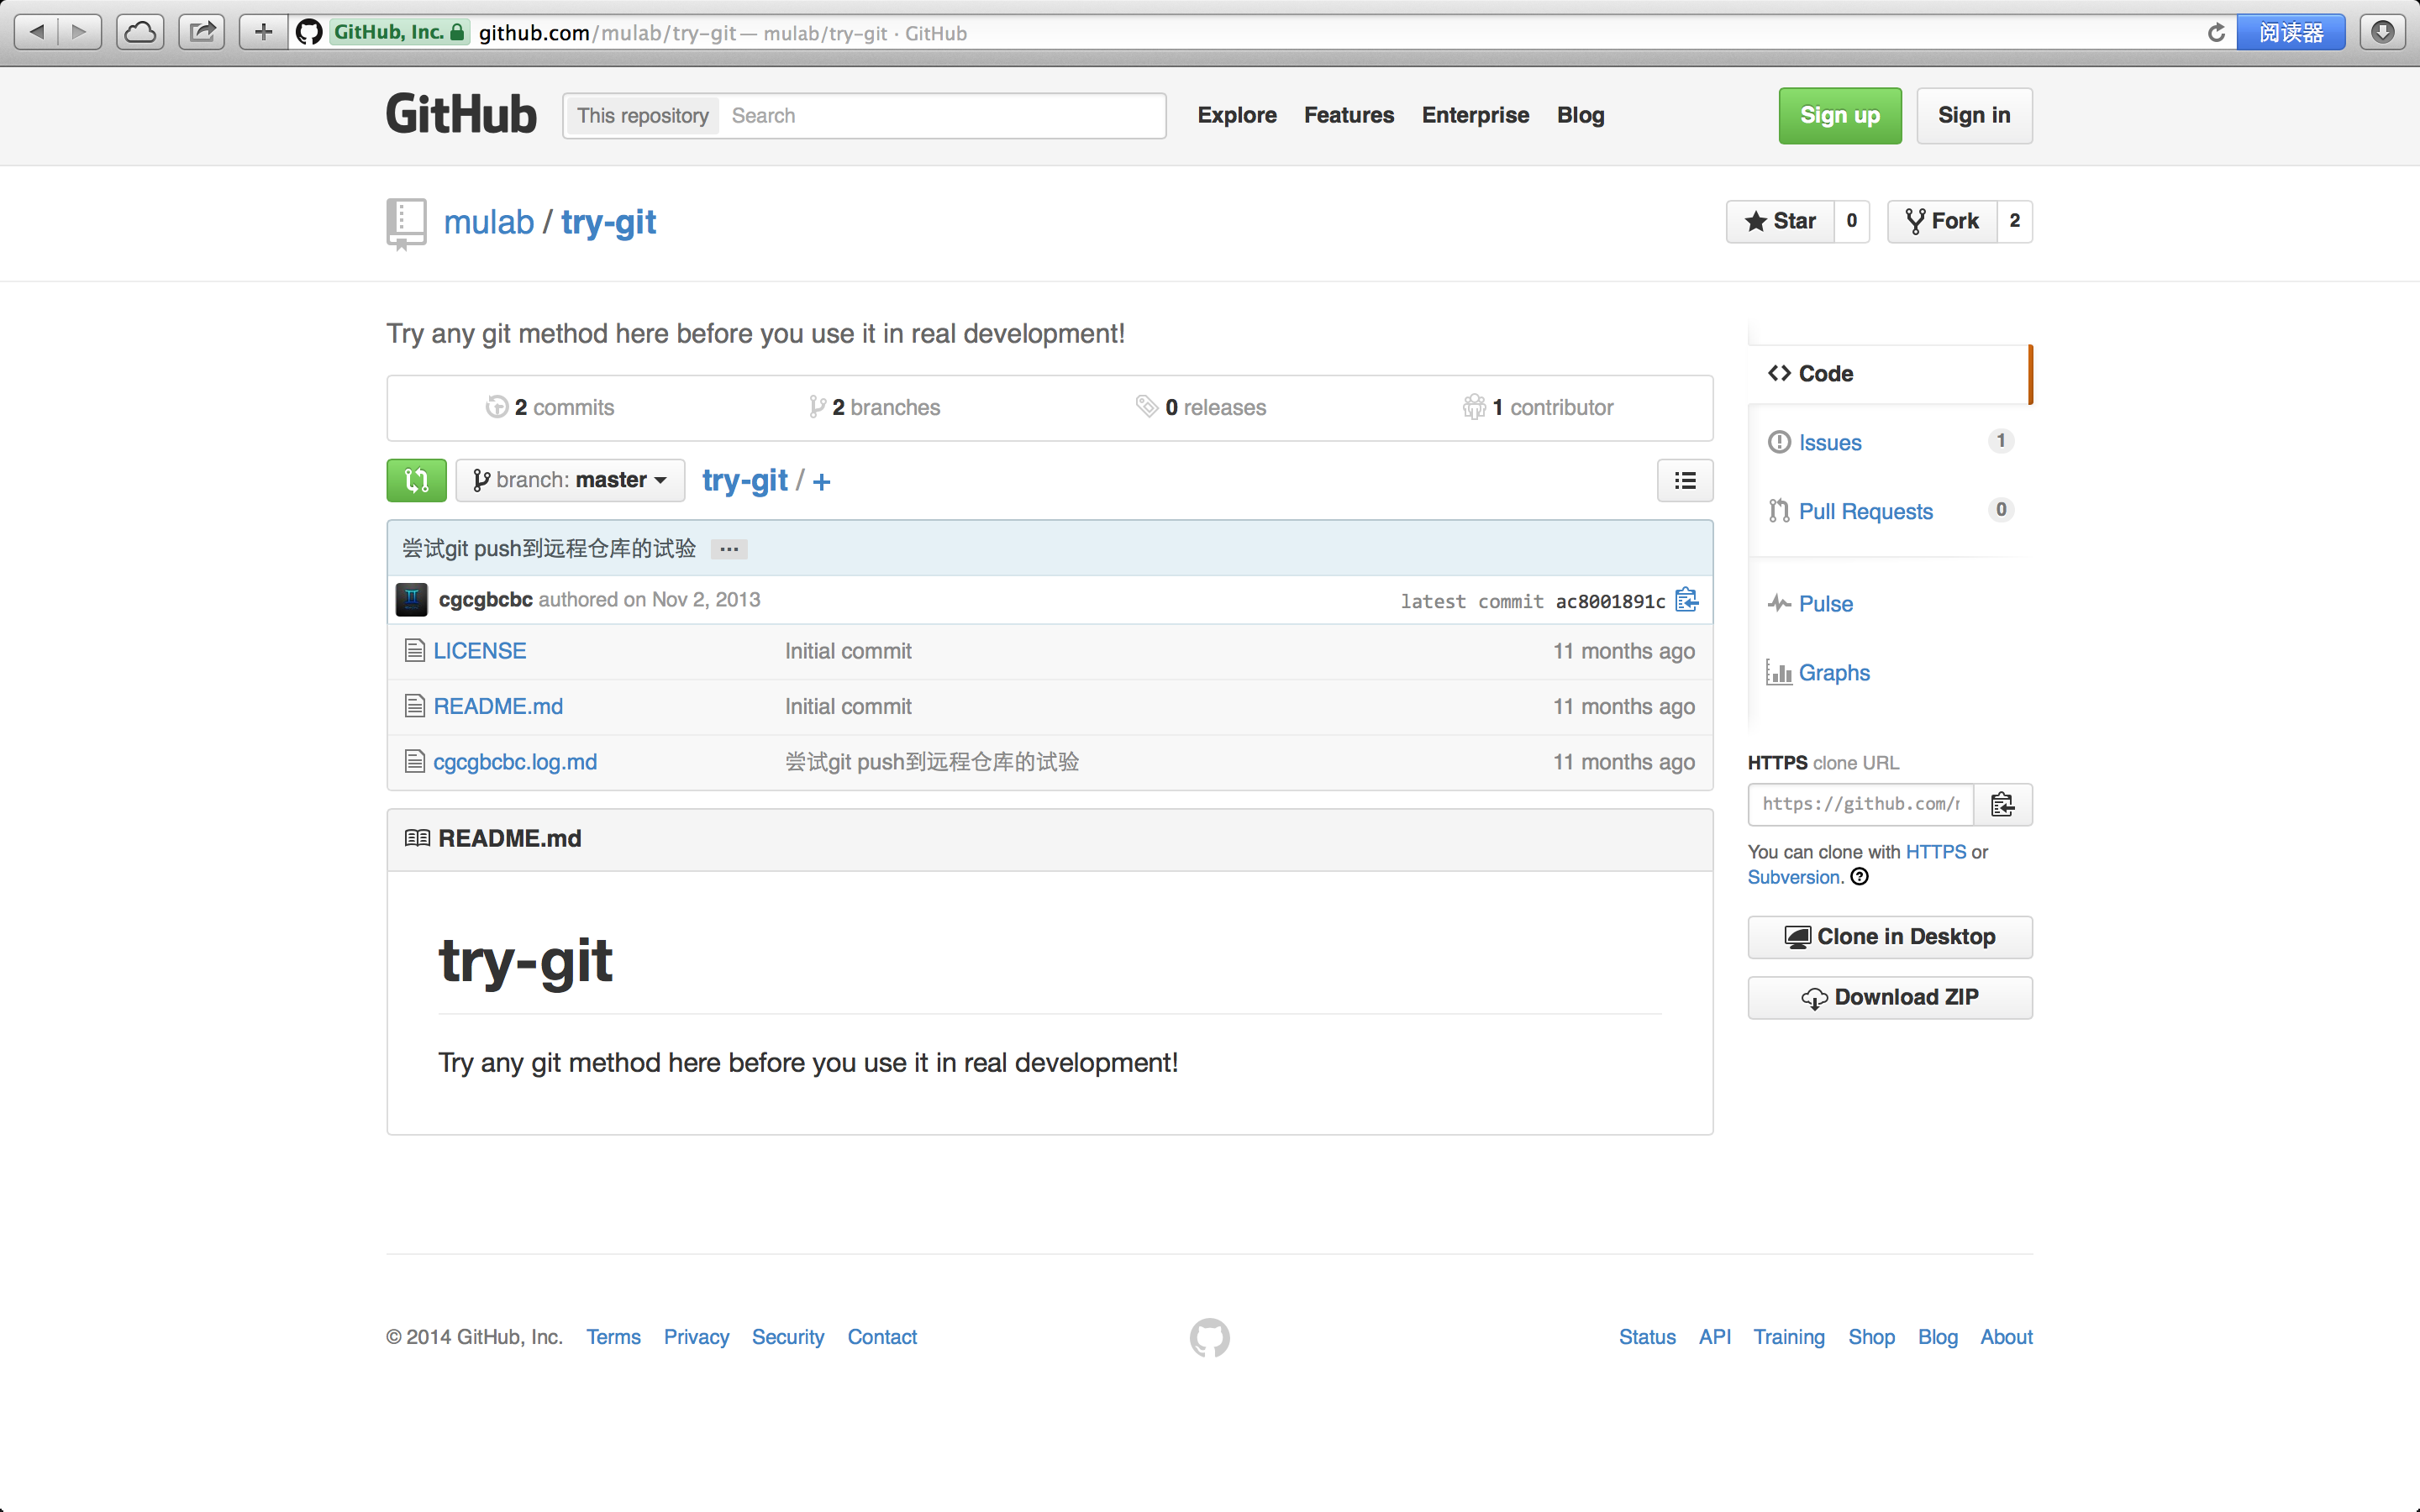 GitHub, Inc. github.com/mulab/try-git — mulab/try-git · GitHub 阅读器
GitHub This repository Search Explore Features Enterprise Blog Sign up Sign in
mulab / try-git Star 0 Fork 2
Try any git method here before you use it in real development!
2 commits 2 branches 0 releases 1 contributor
branch: master try-git / +
尝试git push到远程仓库的试验 ...
cgcgbcbc authored on Nov 2, 2013 latest commit ac8001891c
LICENSE Initial commit 11 months ago
README.md Initial commit 11 months ago
cgcgbcbc.log.md 尝试git push到远程仓库的试验 11 months ago
README.md
try-git
Try any git method here before you use it in real development!
Code
Issues 1
Pull Requests 0
Pulse
Graphs
HTTPS clone URL
https://github.com/
You can clone with HTTPS or
Subversion.
Clone in Desktop
Download ZIP
© 2014 GitHub, Inc. Terms Privacy Security Contact Status API Training Shop Blog About